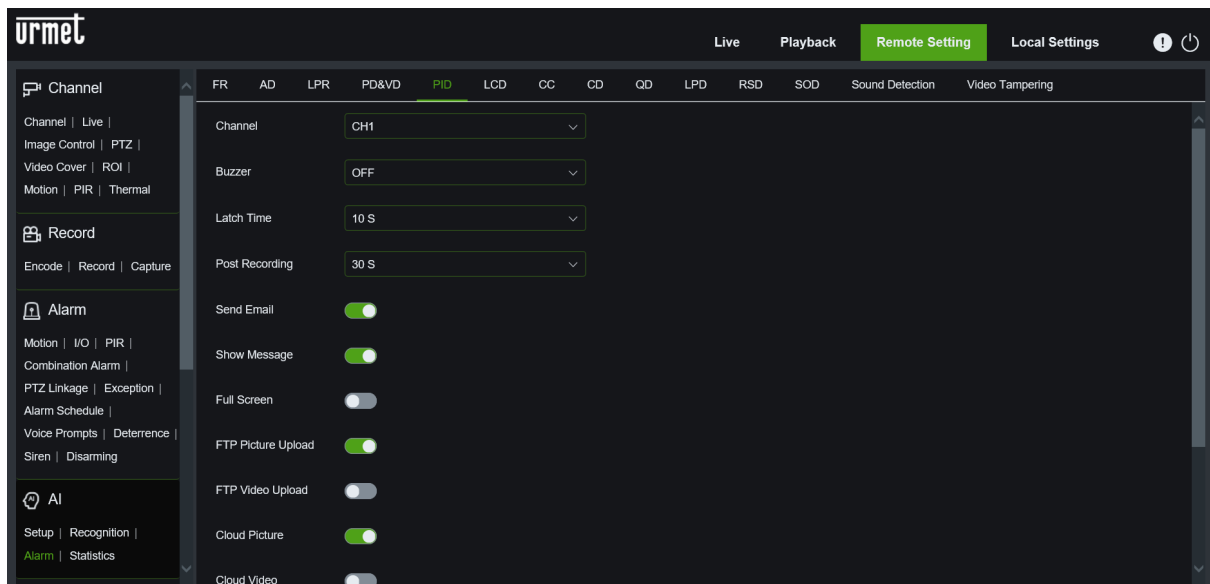 urmet
Live Playback Remote Setting Local Settings
Channel
Channel | Live |
Image Control | PTZ |
Video Cover | ROI |
Motion | PIR | Thermal
Record
Encode | Record | Capture
Alarm
Motion | I/O | PIR |
Combination Alarm |
PTZ Linkage | Exception |
Alarm Schedule |
Voice Prompts | Deterrence |
Siren | Disarming
AI
Setup | Recognition |
Alarm | Statistics
FR AD LPR PD&VD PID LCD CC CD QD LPD RSD SOD Sound Detection Video Tampering
Channel CH1
Buzzer OFF
Latch Time 10 S
Post Recording 30 S
Send Email
Show Message
Full Screen
FTP Picture Upload
FTP Video Upload
Cloud Picture
Cloud Video